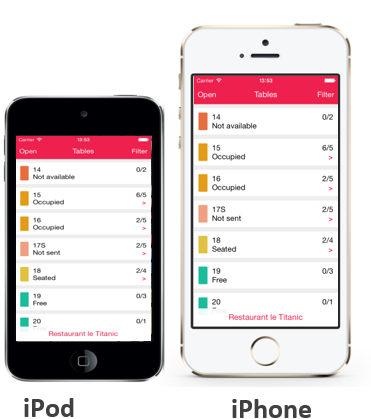 Carrier 13:53
Open Tables Filter
14 0/2
Not available
15 6/5
Occupied >
16 2/5
Occupied >
17S 2/5
Not sent >
18 2/4
Seated >
19 0/3
Free
20 0/1
Restaurant le Titanic
iPod
Carrier 13:53
Open Tables Filter
14 0/2
Not available
15 6/5
Occupied >
16 2/5
Occupied >
17S 2/5
Not sent >
18 2/4
Seated >
19 0/3
Free
20 0/1
Restaurant le Titanic
iPhone